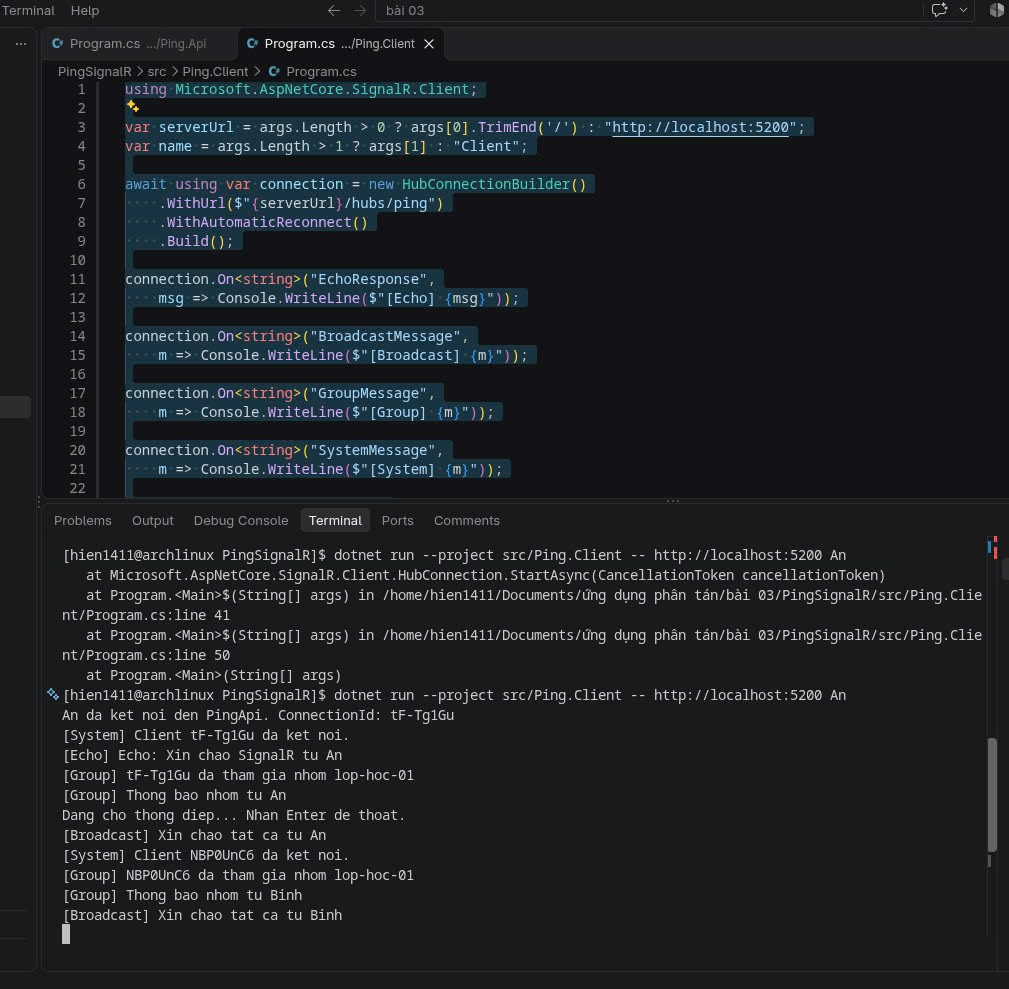 Terminal Help bài 03
Program.cs .../Ping.Api Program.cs .../Ping.Client
PingSignalR > src > Ping.Client > Program.cs
1 using Microsoft.AspNetCore.SignalR.Client;
2
3 var serverUrl = args.Length > 0 ? args[0].TrimEnd('/') : "http://localhost:5200";
4 var name = args.Length > 1 ? args[1] : "Client";
5
6 await using var connection = new HubConnectionBuilder()
7 .WithUrl($"{serverUrl}/hubs/ping")
8 .WithAutomaticReconnect()
9 .Build();
10
11 connection.On<string>("EchoResponse",
12 msg => Console.WriteLine($"[Echo] {msg}"));
13
14 connection.On<string>("BroadcastMessage",
15 m => Console.WriteLine($"[Broadcast] {m}"));
16
17 connection.On<string>("GroupMessage",
18 m => Console.WriteLine($"[Group] {m}"));
19
20 connection.On<string>("SystemMessage",
21 m => Console.WriteLine($"[System] {m}"));
22
Problems Output Debug Console Terminal Ports Comments
[hien1411@archlinux PingSignalR]$ dotnet run --project src/Ping.Client -- http://localhost:5200 An
at Microsoft.AspNetCore.SignalR.Client.HubConnection.StartAsync(CancellationToken cancellationToken)
at Program.<Main>$(String[] args) in /home/hien1411/Documents/ứng dụng phân tán/bài 03/PingSignalR/src/Ping.Clie
nt/Program.cs:line 41
at Program.<Main>$(String[] args) in /home/hien1411/Documents/ứng dụng phân tán/bài 03/PingSignalR/src/Ping.Clie
nt/Program.cs:line 50
at Program.<Main>(String[] args)
[hien1411@archlinux PingSignalR]$ dotnet run --project src/Ping.Client -- http://localhost:5200 An
An da ket noi den PingApi. ConnectionId: tF-Tg1Gu
[System] Client tF-Tg1Gu da ket noi.
[Echo] Echo: Xin chao SignalR tu An
[Group] tF-Tg1Gu da tham gia nhom lop-hoc-01
[Group] Thong bao nhom tu An
Dang cho thong diep... Nhan Enter de thoat.
[Broadcast] Xin chao tat ca tu An
[System] Client NBP0UnC6 da ket noi.
[Group] NBP0UnC6 da tham gia nhom lop-hoc-01
[Group] Thong bao nhom tu Binh
[Broadcast] Xin chao tat ca tu Binh